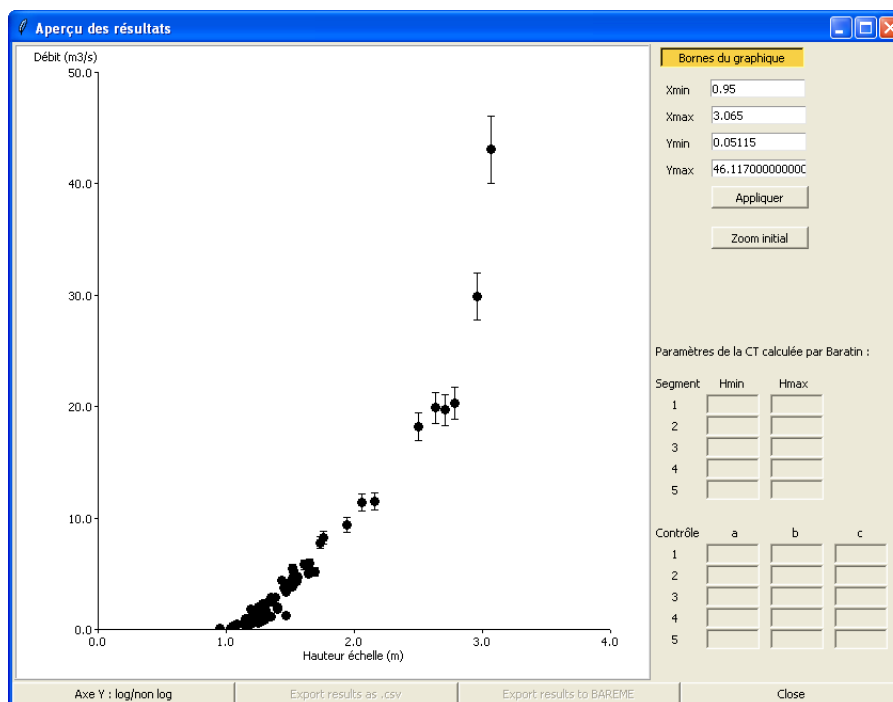 Aperçu des résultats
Débit (m3/s)
50.0
40.0
30.0
20.0
10.0
0.0
0.0 1.0 2.0 3.0 4.0
Hauteur échelle (m)
Bornes du graphique
Xmin 0.95
Xmax 3.065
Ymin 0.05115
Ymax 46.117000000000
Appliquer
Zoom initial
Paramètres de la CT calculée par Baratin :
Segment Hmin Hmax
1
2
3
4
5
Contrôle a b c
1
2
3
4
5
Axe Y : log/non log Export results as .csv Export results to BAREME Close